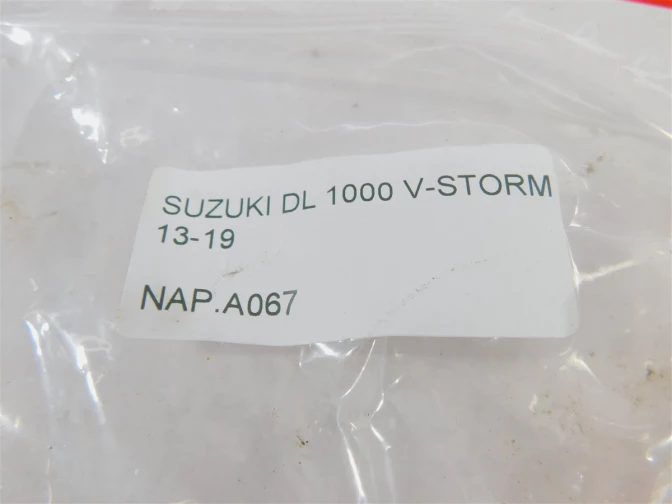 SUZUKI DL 1000 V-STORM
13-19
NAP.A067